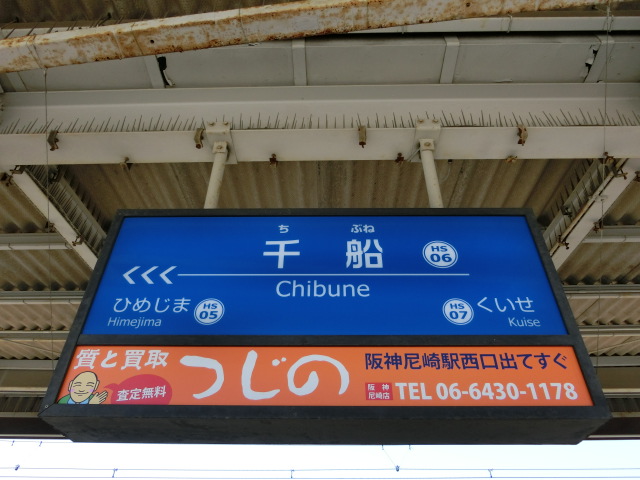 ち ぶね
千船
HS 06
Chibune
<<<
ひめじま HS 05
Himejima
HS 07 くいせ
Kuise
質と買取
査定無料
つじの
阪神尼崎駅西口出てすぐ
阪神尼崎店 TEL 06-6430-1178